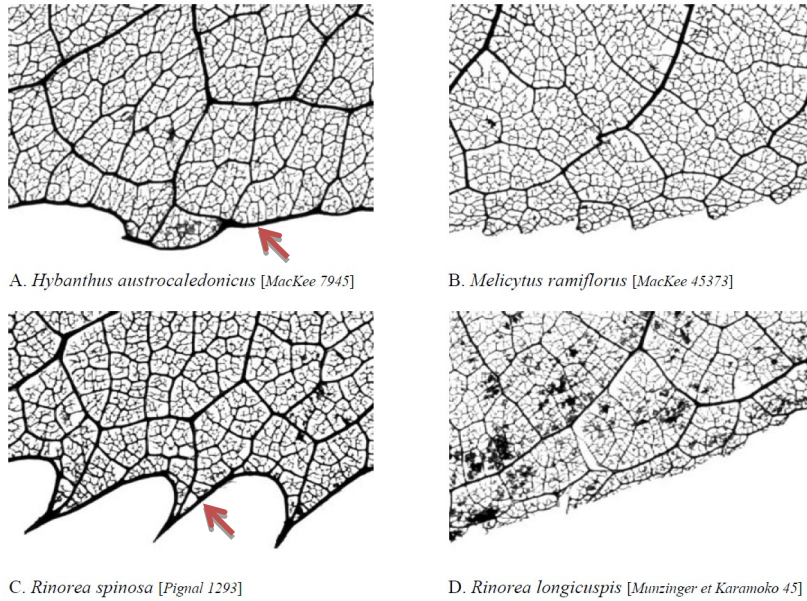 A. Hybanthus austrocaledonicus [MacKee 7945]
B. Melicytus ramiflorus [MacKee 45373]
C. Rinorea spinosa [Pignal 1293]
D. Rinorea longicuspis [Munzinger et Karamoko 45]